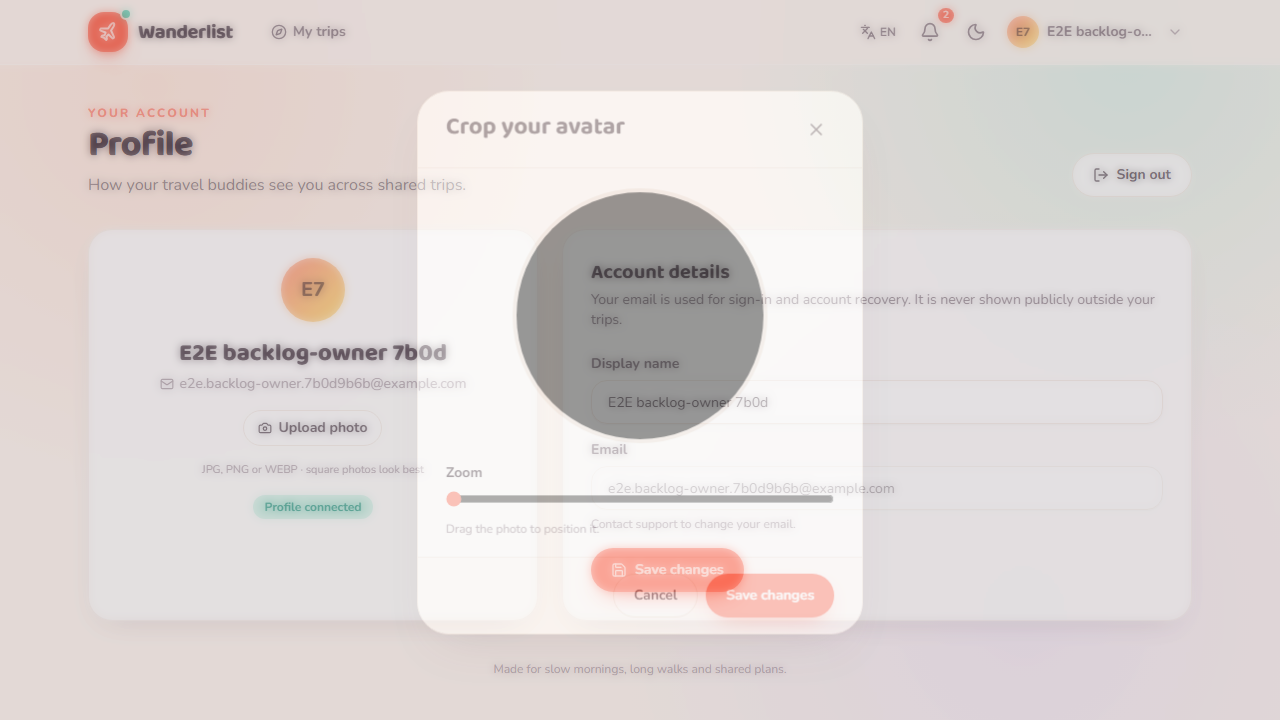 Wanderlist
My trips
EN
2
E7
E2E backlog-o...
YOUR ACCOUNT
Profile
How your travel buddies see you across shared trips.
Sign out
E7
E2E backlog-owner 7b0d
e2e.backlog-owner.7b0d9b6b@example.com
Upload photo
JPG, PNG or WEBP · square photos look best
Profile connected
Account details
Your email is used for sign-in and account recovery. It is never shown publicly outside your
trips.
Display name
E2E backlog-owner 7b0d
Email
e2e.backlog-owner.7b0d9b6b@example.com
Contact support to change your email.
Save changes
Crop your avatar
Zoom
Drag the photo to position it.
Cancel
Save changes
Made for slow mornings, long walks and shared plans.